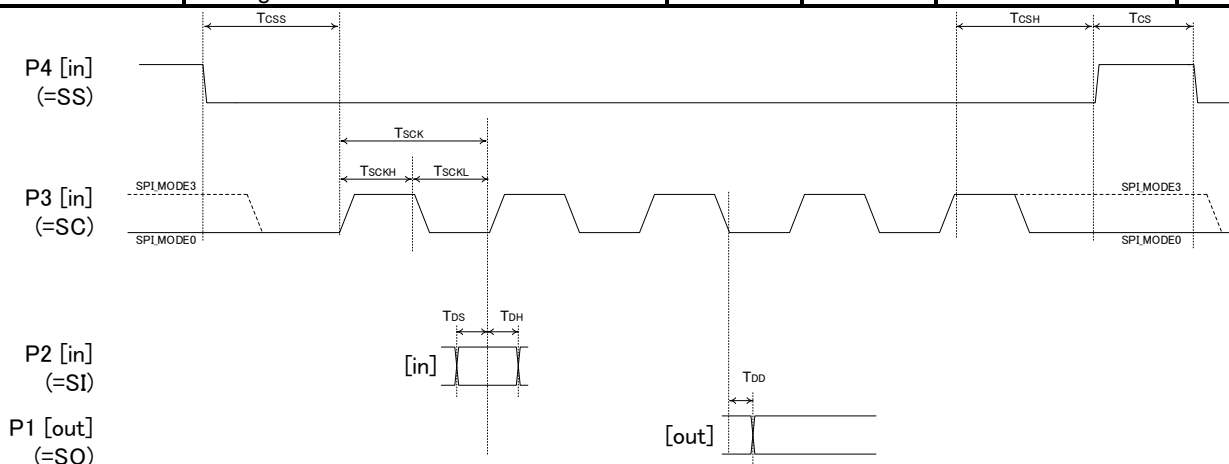 TCSS
TCSH
TCS
P4 [in]
(=SS)
TSCK
TSCKH
TSCKL
P3 [in]
(=SC)
SPI_MODE3
SPI_MODE0
SPI_MODE3
SPI_MODE0
TDS
TDH
P2 [in]
(=SI)
[in]
TDD
P1 [out]
(=SO)
[out]